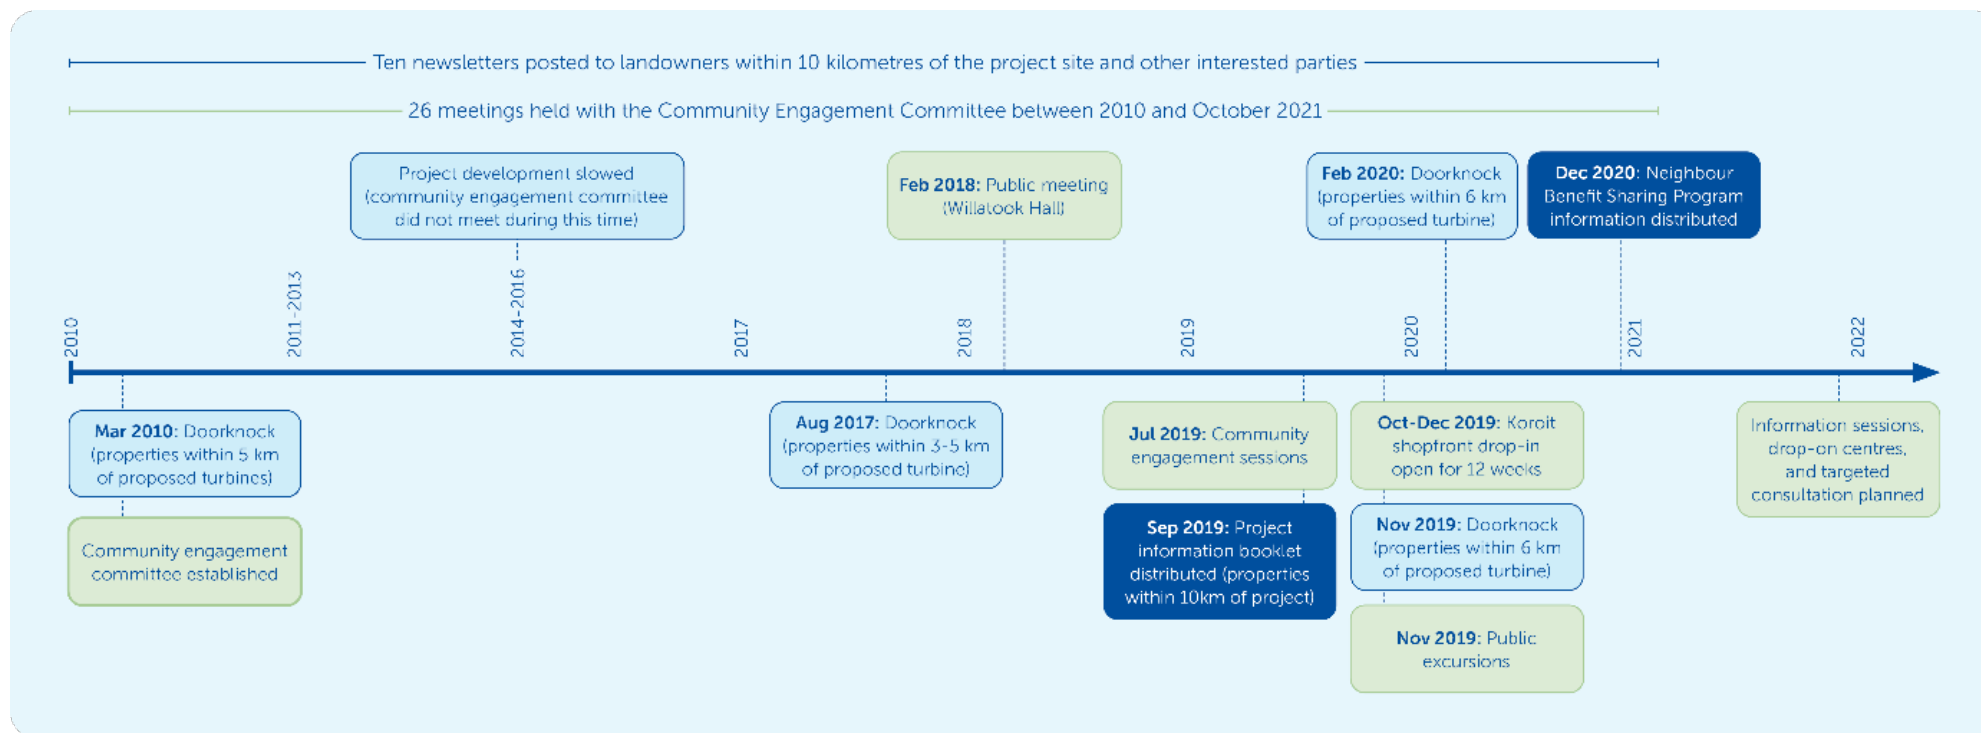 Ten newsletters posted to landowners within 10 kilometres of the project site and other interested parties
26 meetings held with the Community Engagement Committee between 2010 and October 2021
Project development slowed
(community engagement committee
did not meet during this time)
Feb 2018: Public meeting
(Willatook Hall)
Feb 2020: Doorknock
(properties within 6 km
of proposed turbine)
Dec 2020: Neighbour
Benefit Sharing Program
information distributed
2010
2011-2013
2014-2016
2017
2018
2019
2020
2021
2022
Mar 2010: Doorknock
(properties within 5 km
of proposed turbines)
Community engagement
committee established
Aug 2017: Doorknock
(properties within 3-5 km
of proposed turbine)
Jul 2019: Community
engagement sessions
Sep 2019: Project
information booklet
distributed (properties
within 10km of project)
Oct-Dec 2019: Koroit
shopfront drop-in
open for 12 weeks
Nov 2019: Doorknock
(properties within 6 km
of proposed turbine)
Nov 2019: Public
excursions
Information sessions,
drop-on centres,
and targeted
consultation planned